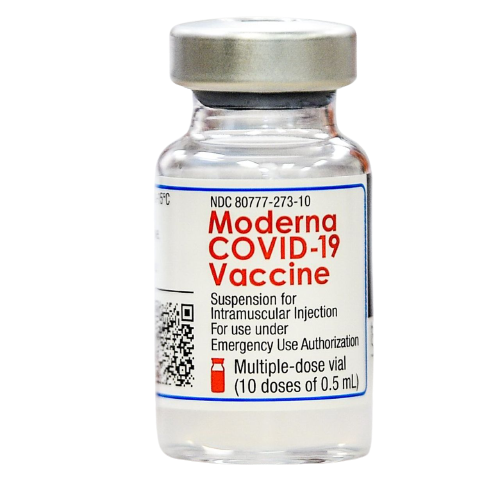 NDC 80777-273-10
Moderna
COVID-19
Vaccine
Suspension for
Intramuscular Injection
For use under
Emergency Use Authorization
Multiple-dose vial
(10 doses of 0.5 mL)